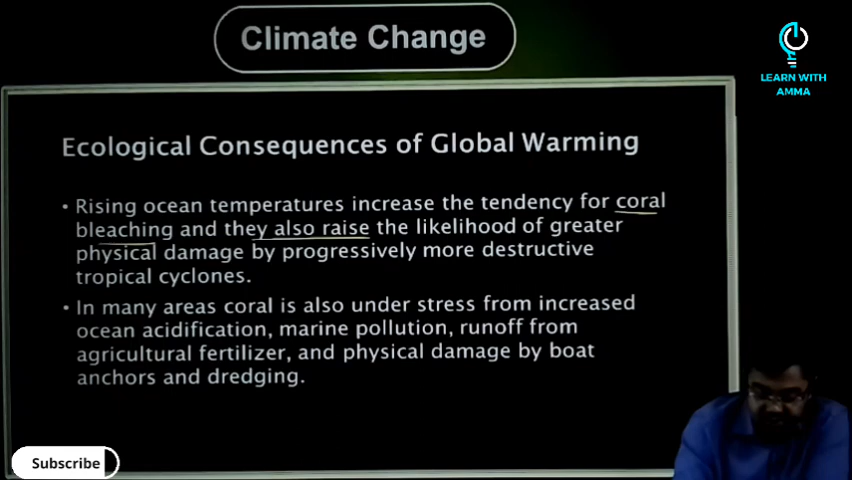 Climate Change
LEARN WITH
AMMA
Ecological Consequences of Global Warming
• Rising ocean temperatures increase the tendency for coral
bleaching and they also raise the likelihood of greater
physical damage by progressively more destructive
tropical cyclones.
• In many areas coral is also under stress from increased
ocean acidification, marine pollution, runoff from
agricultural fertilizer, and physical damage by boat
anchors and dredging.
Subscribe